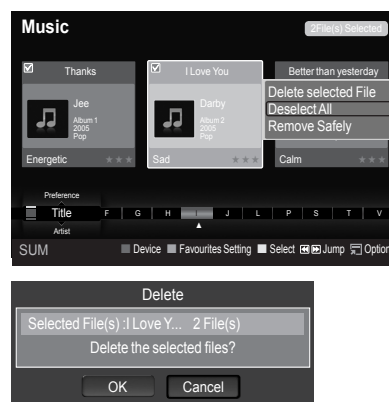 Music
2File(s) Selected
Thanks
I Love You
Better than yesterday
Delete selected File
Deselect All
Remove Safely
Jee
Album 1
2005
Pop
Darby
Album 2
2005
Pop
Energetic
Sad
Calm
Preference
Title F G H I J L P S T V
Artist
SUM Device Favourites Setting Select Jump Option
Delete
Selected File(s) :I Love Y... 2 File(s)
Delete the selected files?
OK Cancel